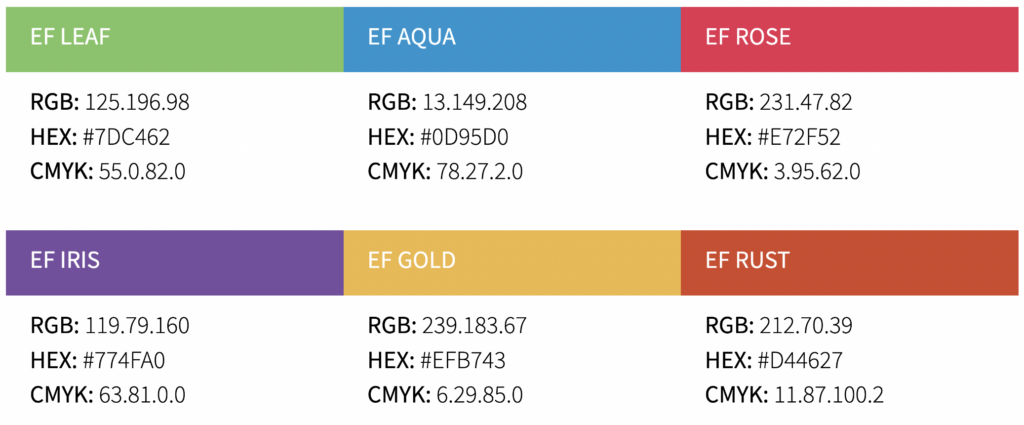 EF LEAF
RGB: 125.196.98
HEX: #7DC462
CMYK: 55.0.82.0
EF AQUA
RGB: 13.149.208
HEX: #0D95D0
CMYK: 78.27.2.0
EF ROSE
RGB: 231.47.82
HEX: #E72F52
CMYK: 3.95.62.0
EF IRIS
RGB: 119.79.160
HEX: #774FA0
CMYK: 63.81.0.0
EF GOLD
RGB: 239.183.67
HEX: #EFB743
CMYK: 6.29.85.0
EF RUST
RGB: 212.70.39
HEX: #D44627
CMYK: 11.87.100.2